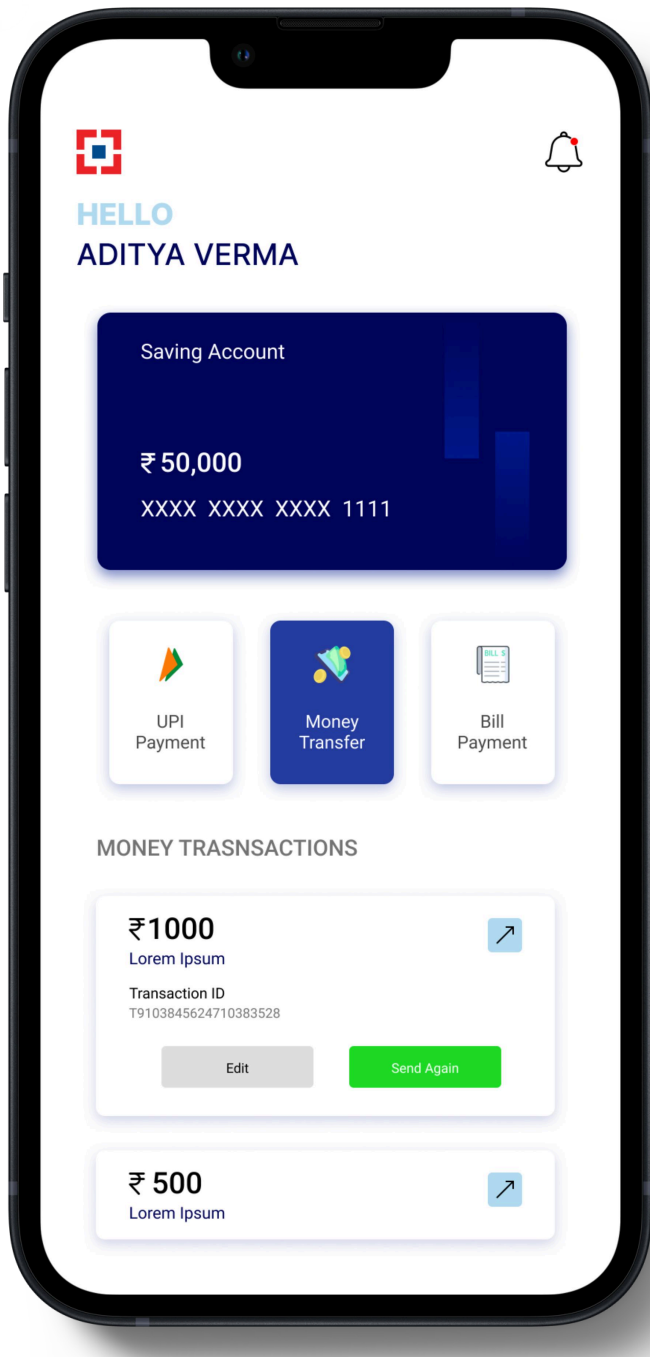 HELLO
ADITYA VERMA
Saving Account
₹ 50,000
XXXX XXXX XXXX 1111
BILL S
UPI
Payment
Money
Transfer
Bill
Payment
MONEY TRASNSACTIONS
₹1000
Lorem Ipsum
Transaction ID
T9103845624710383528
Edit
Send Again
₹ 500
Lorem Ipsum